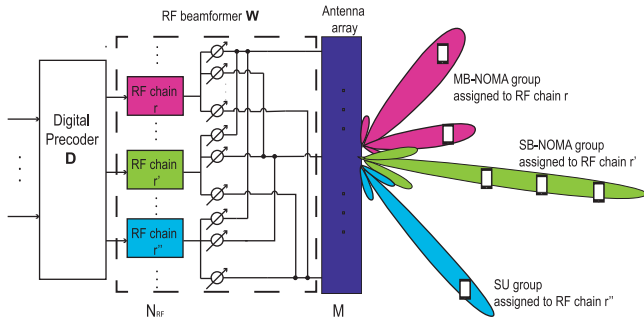 RF beamformer W
Antenna
array
Digital
Precoder
D
RF chain
r
RF chain
r'
RF chain
r''
MB-NOMA group
assigned to RF chain r
SB-NOMA group
assigned to RF chain r'
SU group
assigned to RF chain r''
NRF
M